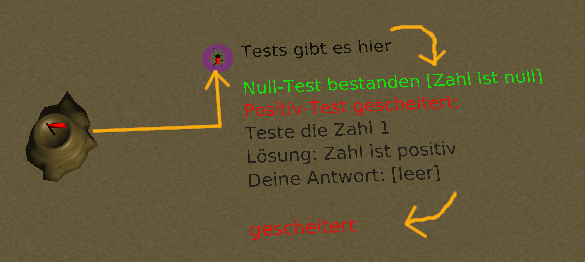 Tests gibt es hier
Null-Test bestanden [Zahl ist null]
Positiv-Test gescheitert:
Teste die Zahl 1
Lösung: Zahl ist positiv
Deine Antwort: [leer]
gescheitert